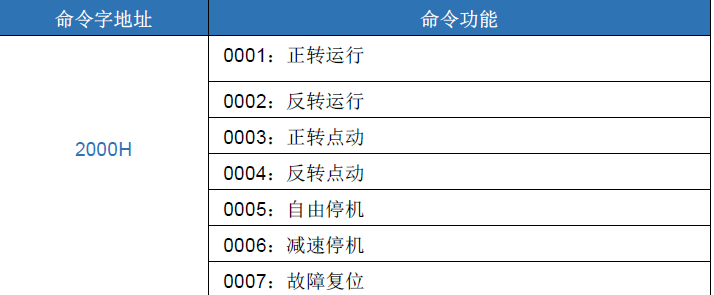 命令字地址 命令功能
0001：正转运行
0002：反转运行
0003：正转点动
2000H 0004：反转点动
0005：自由停机
0006：减速停机
0007：故障复位